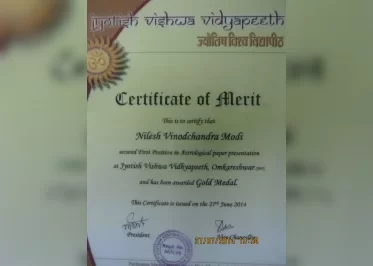 jyotish vishwa vidyapeeth
ज्योतिष विश्व विद्यापीठ
Certificate of Merit
This is to certify that
Nilesh Vinodchandra Modi
secured First Position in Astrological paper presentation
at Jyotish Vishwa Vidyapeeth, Omkareshwar
and has been awarded Gold Medal.
This Certificate is issued on the 27th June 2014
President